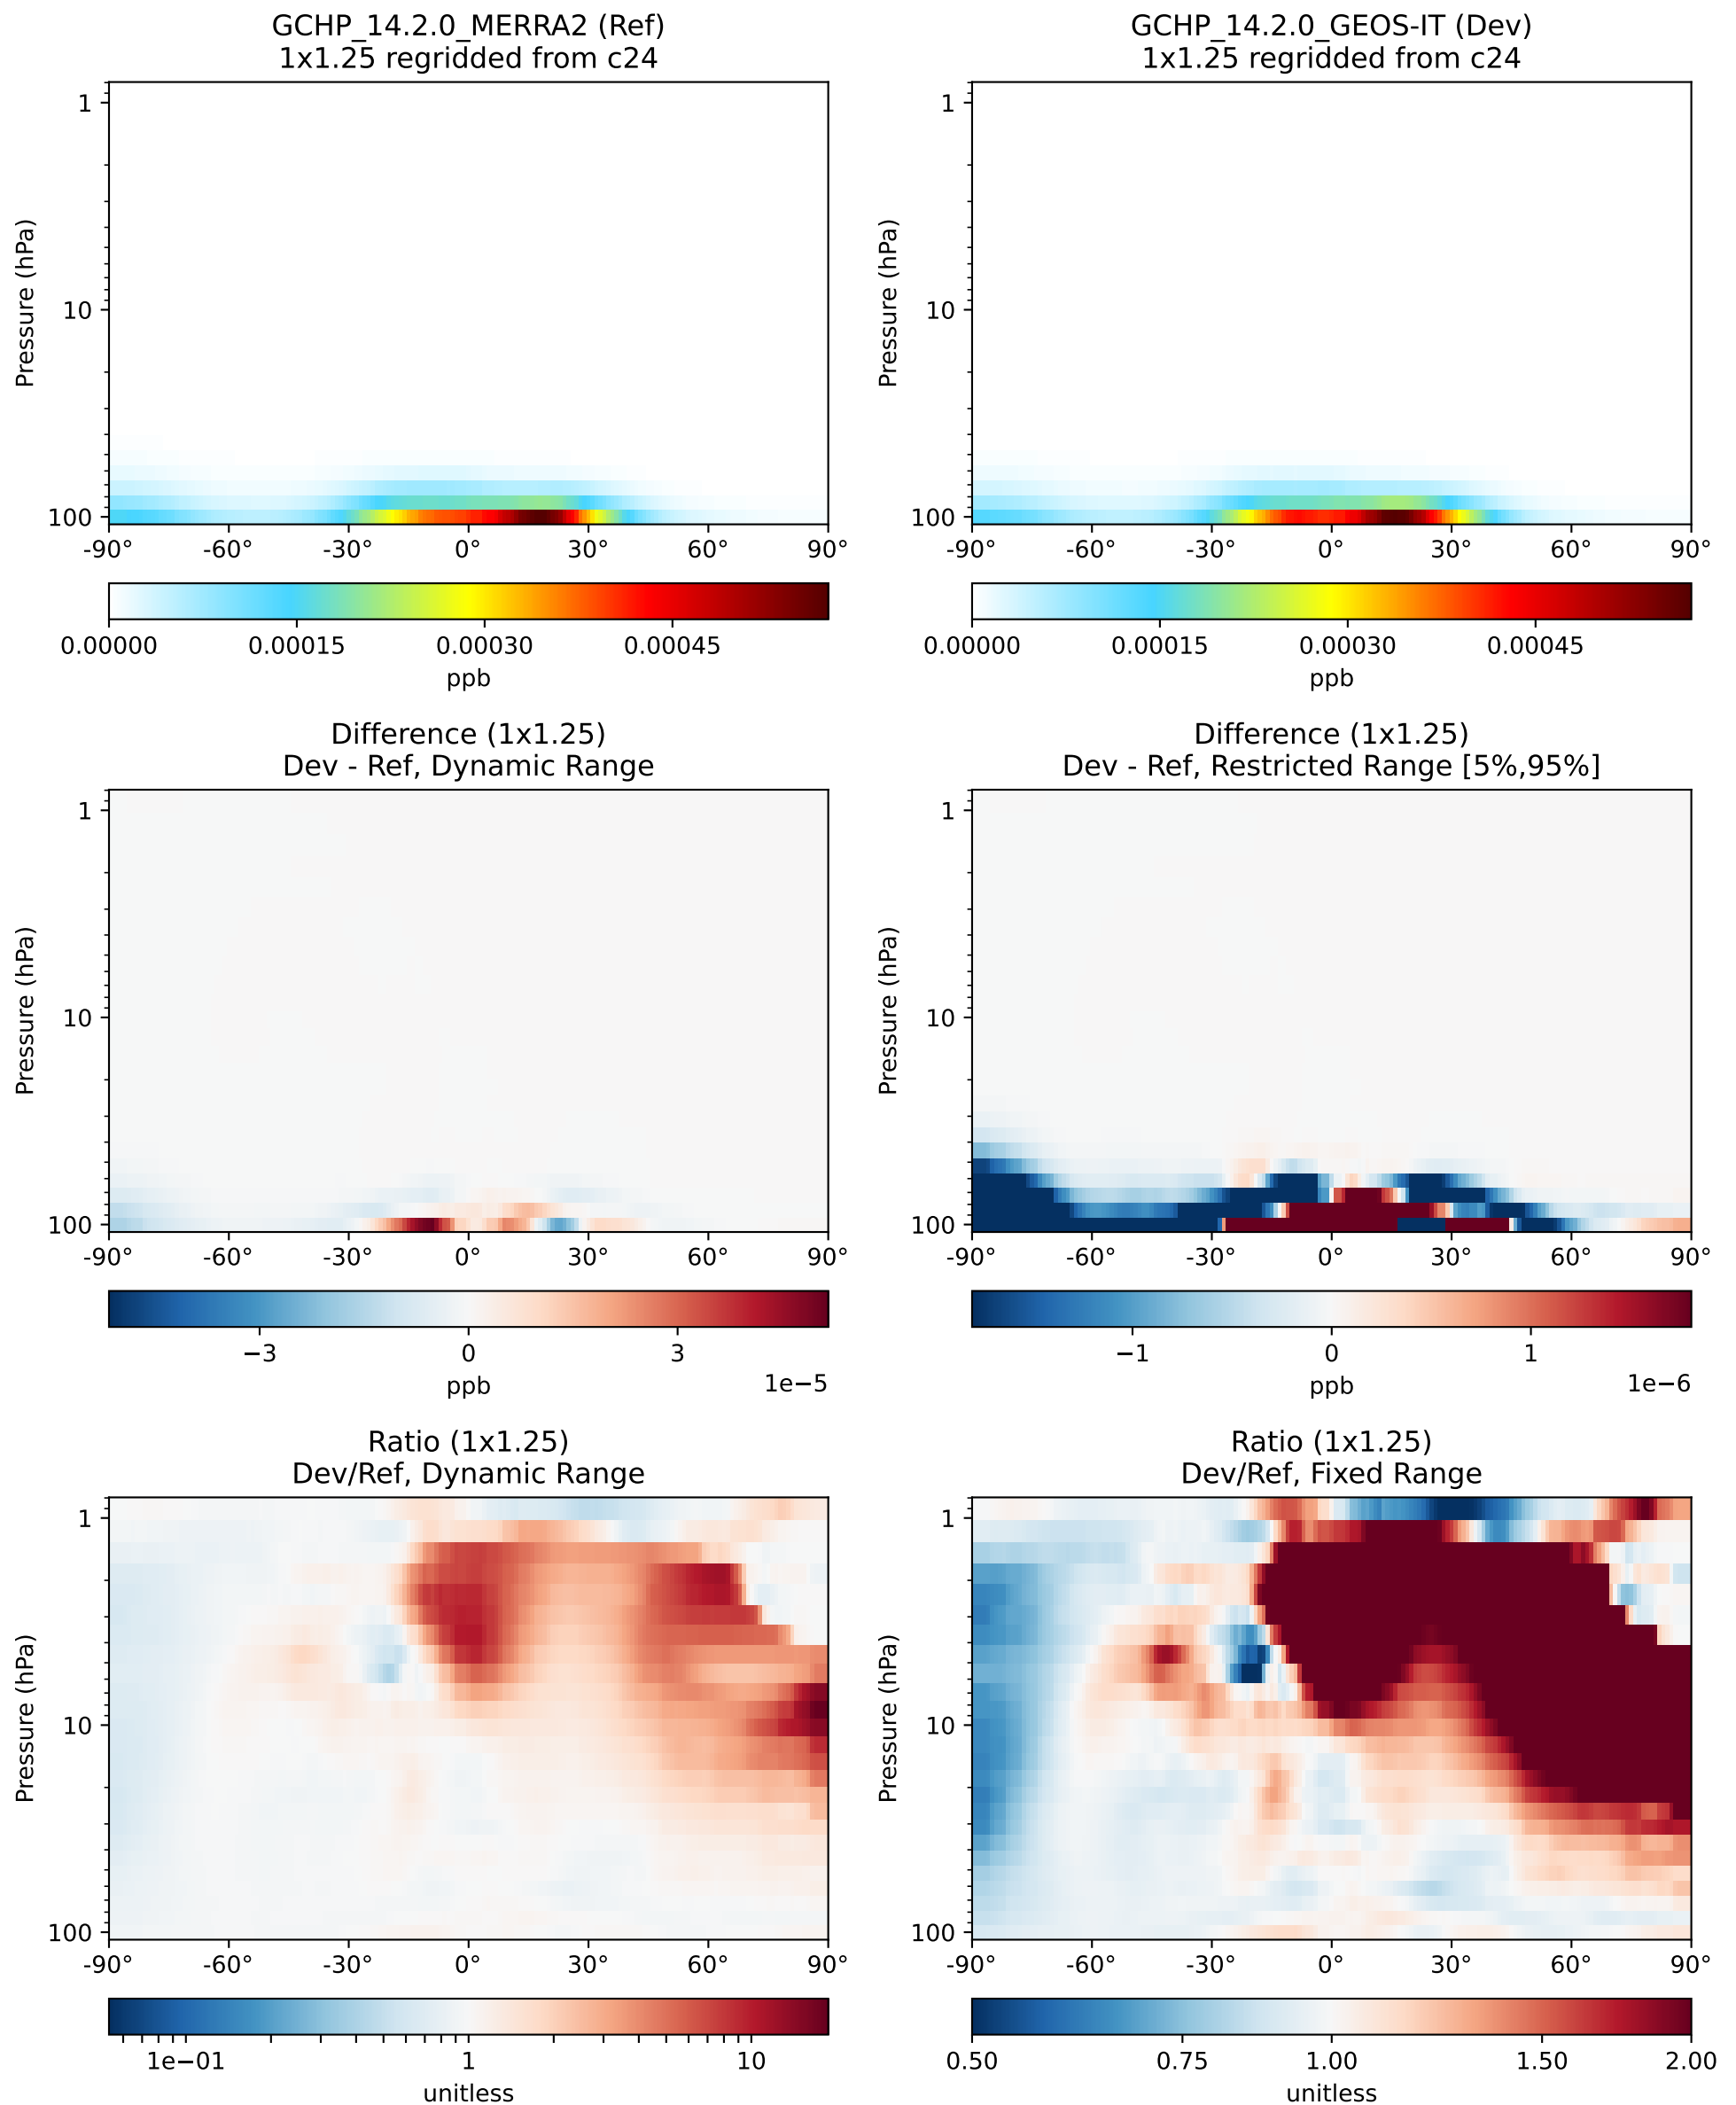 GCHP_14.2.0_MERRA2 (Ref)
1x1.25 regridded from c24
GCHP_14.2.0_GEOS-IT (Dev)
1x1.25 regridded from c24
Pressure (hPa)
1
10
100
-90° -60° -30° 0° 30° 60° 90°
0.00000 0.00015 0.00030 0.00045
ppb
Pressure (hPa)
1
10
100
-90° -60° -30° 0° 30° 60° 90°
0.00000 0.00015 0.00030 0.00045
ppb
Difference (1x1.25)
Dev - Ref, Dynamic Range
Pressure (hPa)
1
10
100
-90° -60° -30° 0° 30° 60° 90°
−3 0 3
ppb
1e−5
Difference (1x1.25)
Dev - Ref, Restricted Range [5%,95%]
Pressure (hPa)
1
10
100
-90° -60° -30° 0° 30° 60° 90°
−1 0 1
ppb
1e−6
Ratio (1x1.25)
Dev/Ref, Dynamic Range
Pressure (hPa)
1
10
100
-90° -60° -30° 0° 30° 60° 90°
1e−01 1 10
unitless
Ratio (1x1.25)
Dev/Ref, Fixed Range
Pressure (hPa)
1
10
100
-90° -60° -30° 0° 30° 60° 90°
0.50 0.75 1.00 1.50 2.00
unitless